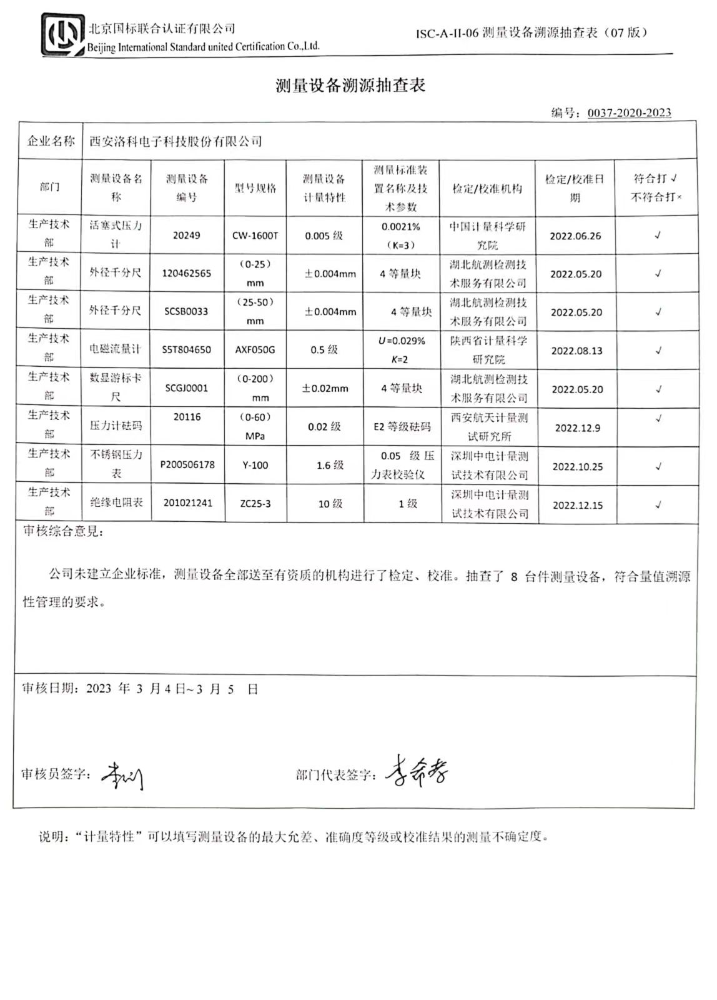 北京国标联合认证有限公司
Beijing International Standard united Certification Co.,Ltd.
ISC-A-II-06 测量设备溯源抽查表（07 版）
测量设备溯源抽查表
编号：0037-2020-2023
企业名称 西安洛科电子科技股份有限公司
部门 测量设备名称 测量设备编号 型号规格 测量设备计量特性 测量标准装置名称及技术参数 检定/校准机构 检定/校准日期 符合打√ 不符合打×
生产技术部 活塞式压力计 20249 CW-1600T 0.005 级 0.0021%（K=3） 中国计量科学研究院 2022.06.26 √
生产技术部 外径千分尺 120462565 （0-25）mm ±0.004mm 4 等量块 湖北航测检测技术服务有限公司 2022.05.20 √
生产技术部 外径千分尺 SCSB0033 （25-50）mm ±0.004mm 4 等量块 湖北航测检测技术服务有限公司 2022.05.20 √
生产技术部 电磁流量计 S5T804650 AXF050G 0.5 级 U=0.029% K=2 陕西省计量科学研究院 2022.08.13 √
生产技术部 数显游标卡尺 SCGJ0001 （0-200）mm ±0.02mm 4 等量块 湖北航测检测技术服务有限公司 2022.05.20 √
生产技术部 压力计砝码 20116 （0-60）MPa 0.02 级 E2 等级砝码 西安航天计量测试研究所 2022.12.9 √
生产技术部 不锈钢压力表 P200506178 Y-100 1.6 级 0.05 级压力表校验仪 深圳中电计量测试技术有限公司 2022.10.25 √
生产技术部 绝缘电阻表 201021241 ZC25-3 10 级 1 级 深圳中电计量测试技术有限公司 2022.12.15 √
审核综合意见：
公司未建立企业标准，测量设备全部送至有资质的机构进行了检定、校准。抽查了 8 台件测量设备，符合量值溯源
性管理的要求。
审核日期：2023 年 3 月 4 日~ 3 月 5 日
审核员签字：
部门代表签字：李希孝
说明：“计量特性”可以填写测量设备的最大允差、准确度等级或校准结果的测量不确定度。